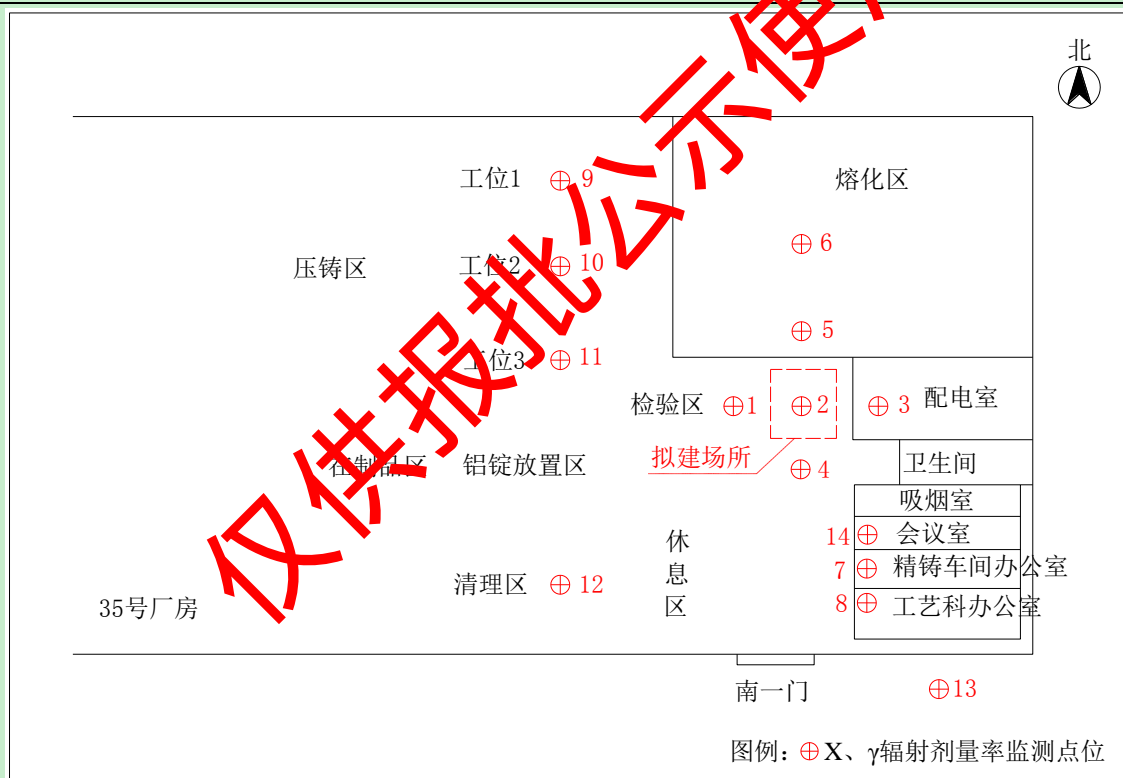 北
工位1 9
熔化区
6
压铸区
工位2 10
5
工位3 11
检验区 1 2 3 配电室
拟建场所
在制品区 铝锭放置区 4 卫生间
吸烟室
休息区
14 会议室
7 精铸车间办公室
清理区 12
8 工艺科办公室
35号厂房
南一门 13
图例: X、γ辐射剂量率监测点位
仅供报批公示使